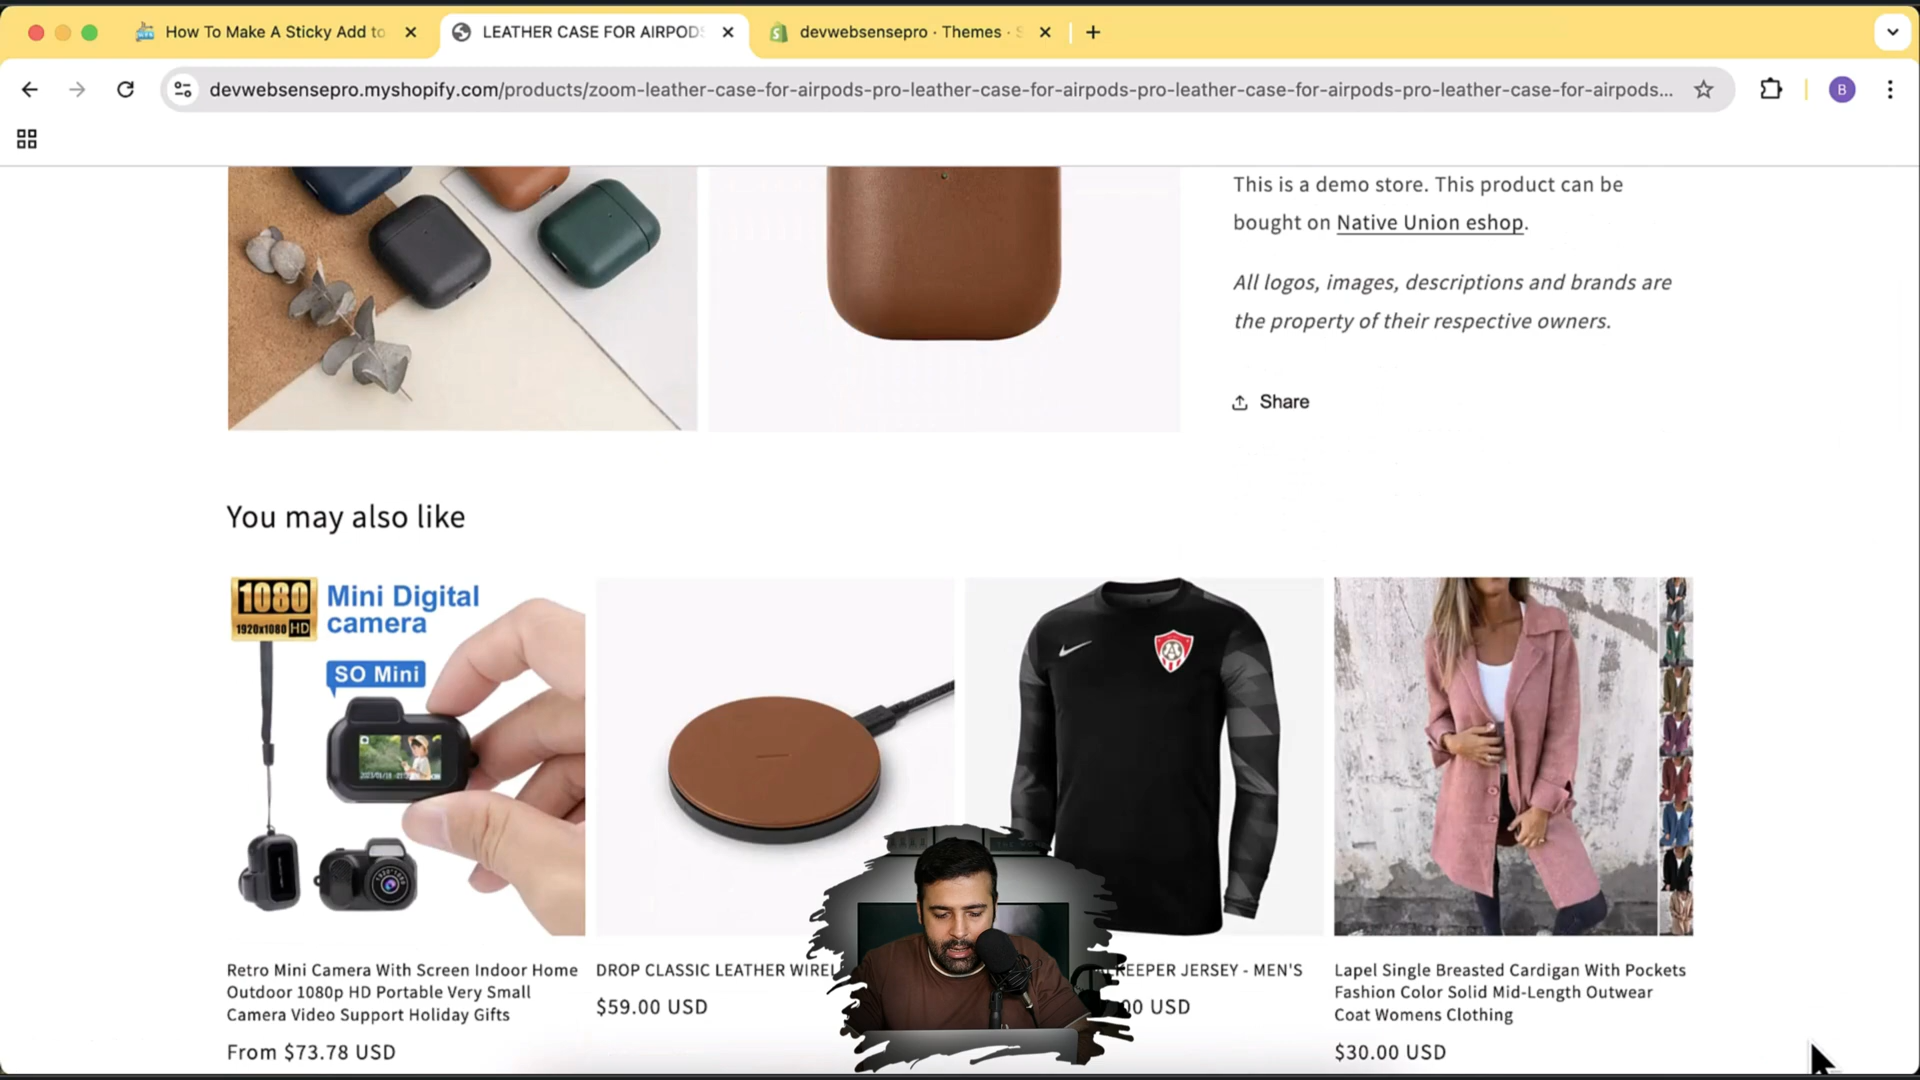 How To Make A Sticky Add to
LEATHER CASE FOR AIRPODS
devwebsensepro · Themes · S
devwebsensepro.myshopify.com/products/zoom-leather-case-for-airpods-pro-leather-case-for-airpods-pro-leather-case-for-airpods-pro-leather-case-for-airpods...
B
This is a demo store. This product can be
bought on Native Union eshop.
All logos, images, descriptions and brands are
the property of their respective owners.
Share
You may also like
1080
1920x1080 HD
Mini Digital
camera
SO Mini
Retro Mini Camera With Screen Indoor Home
Outdoor 1080p HD Portable Very Small
Camera Video Support Holiday Gifts
From $73.78 USD
DROP CLASSIC LEATHER WIREL
$59.00 USD
KEEPER JERSEY - MEN'S
00 USD
Lapel Single Breasted Cardigan With Pockets
Fashion Color Solid Mid-Length Outwear
Coat Womens Clothing
$30.00 USD